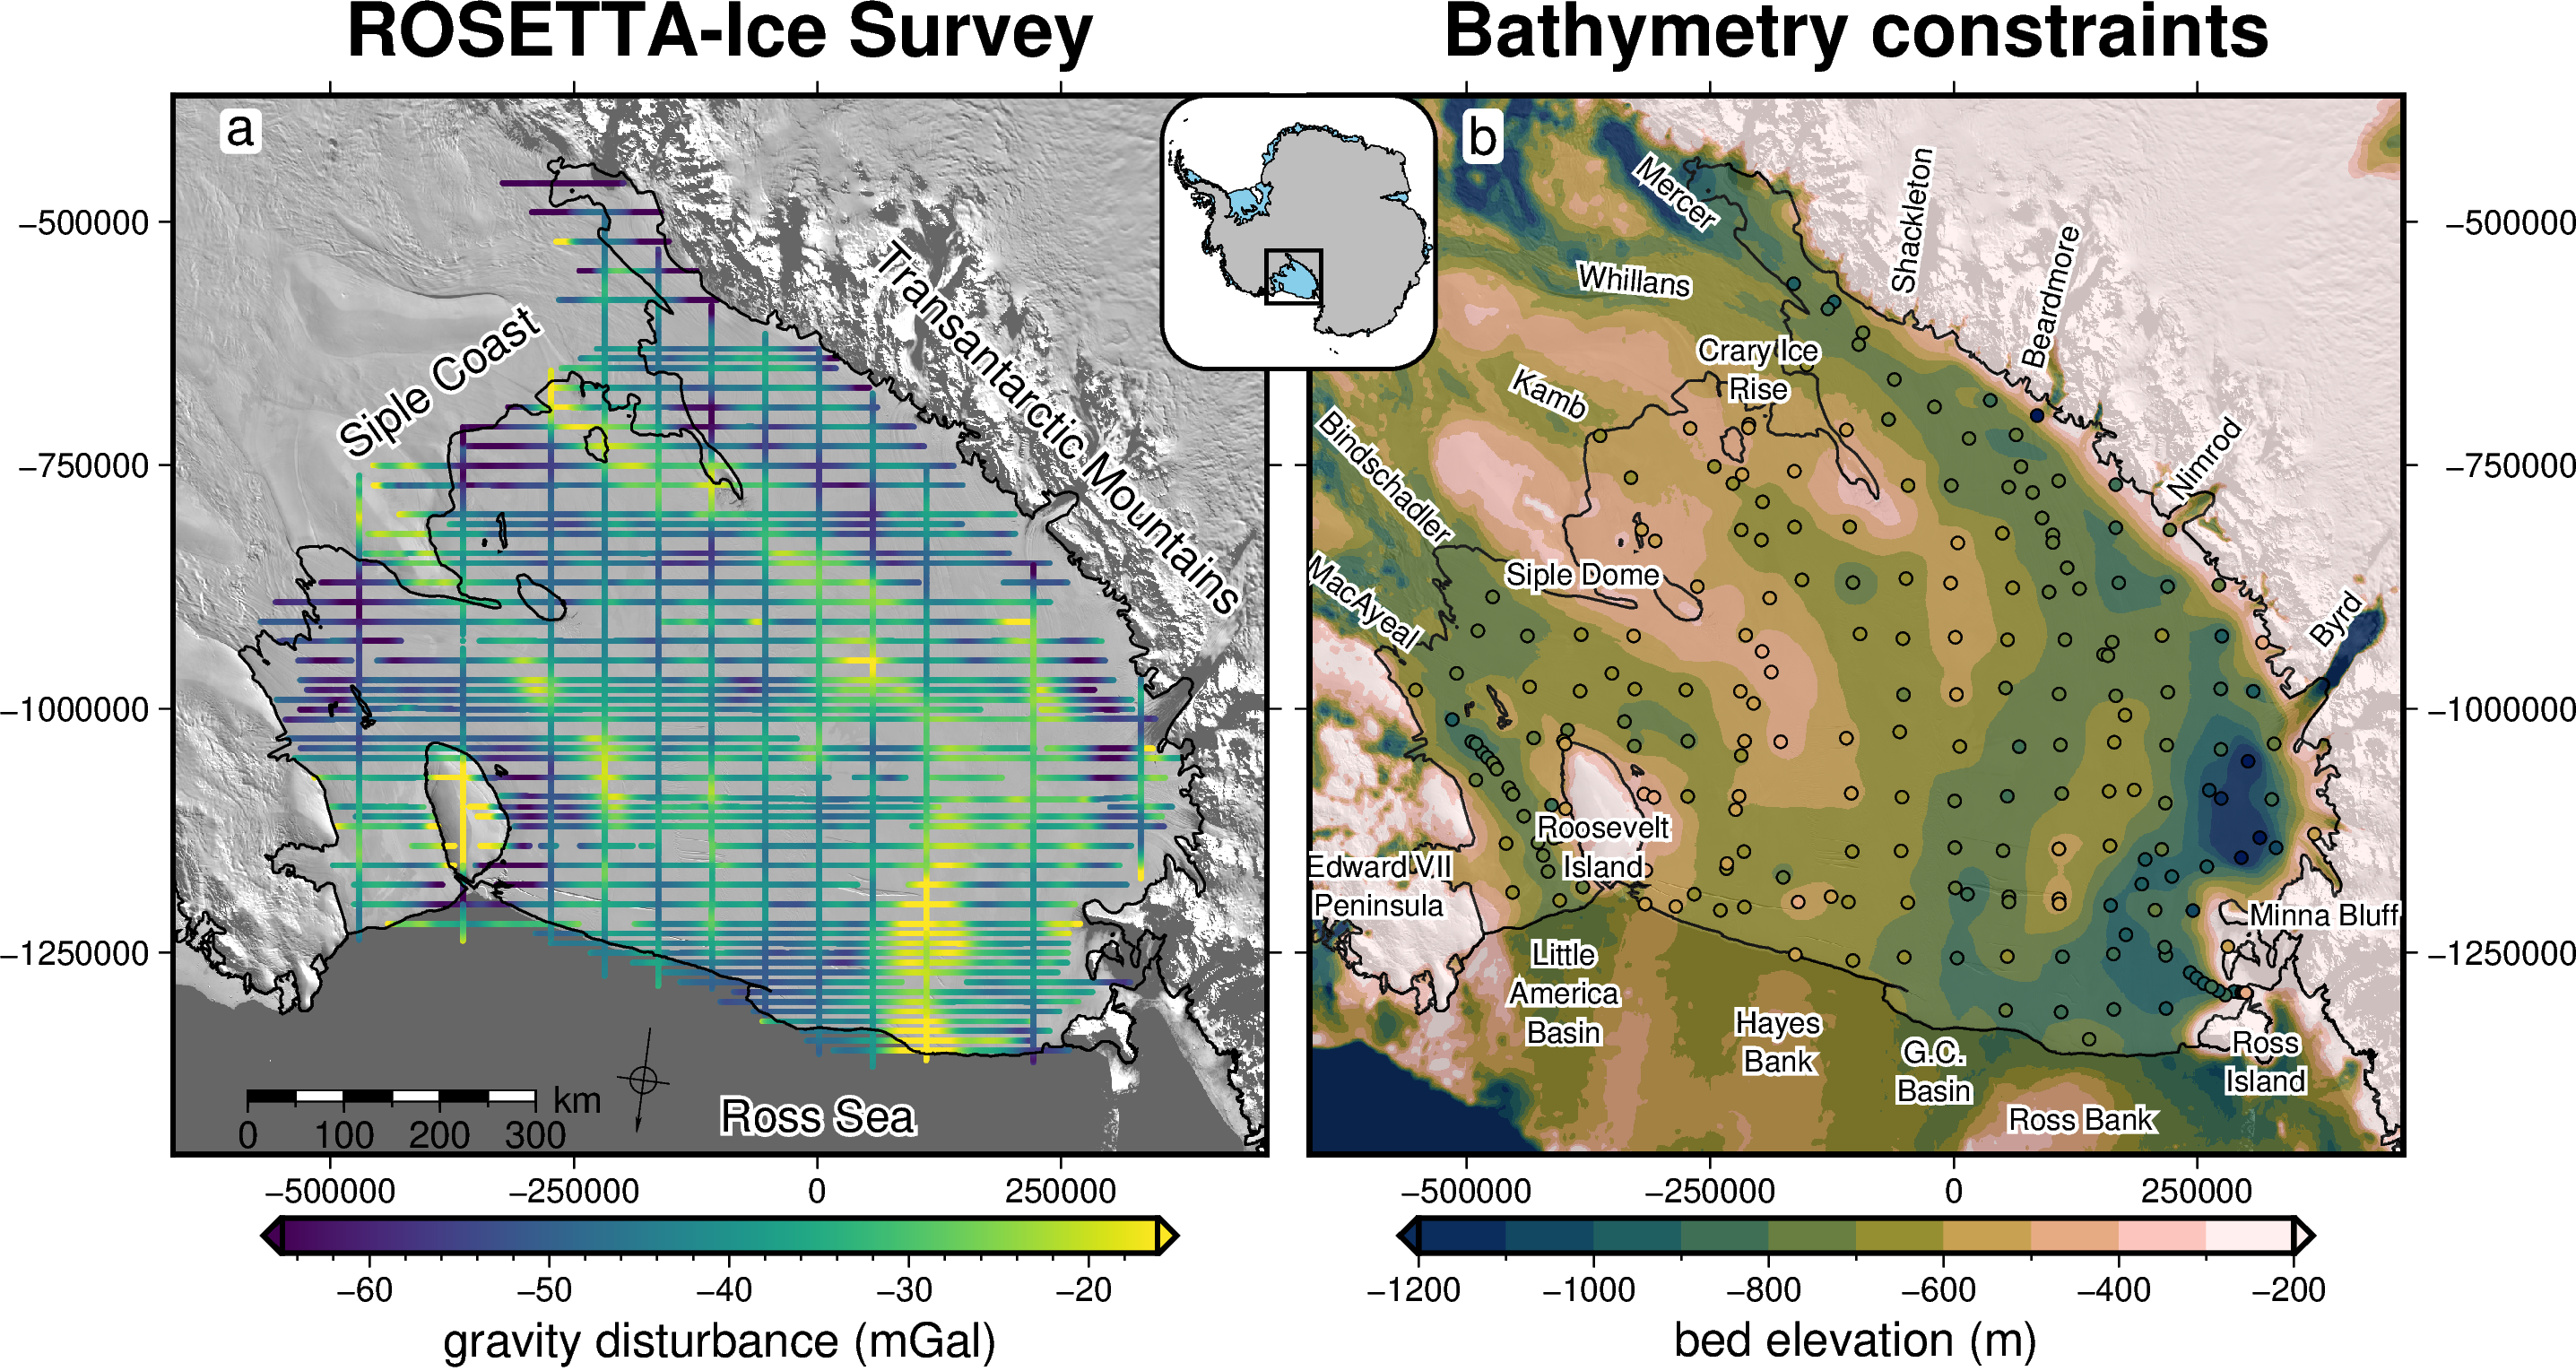 ROSETTA-Ice Survey
Bathymetry constraints
a
b
−500000
−750000
−1000000
−1250000
Siple Coast
Transantarctic Mountains
Ross Sea
km
0 100 200 300
−500000 −250000 0 250000
−60 −50 −40 −30 −20
gravity disturbance (mGal)
Mercer
Shackleton
Whillans
Beardmore
Crary Ice
Rise
Kamb
Nimrod
Bindschadler
Siple Dome
MacAyeal
Byrd
Roosevelt
Island
Edward VII
Peninsula
Minna Bluff
Little
America
Basin
Hayes
Bank
G.C.
Basin
Ross
Island
Ross Bank
−500000
−750000
−1000000
−1250000
−500000 −250000 0 250000
−1200 −1000 −800 −600 −400 −200
bed elevation (m)